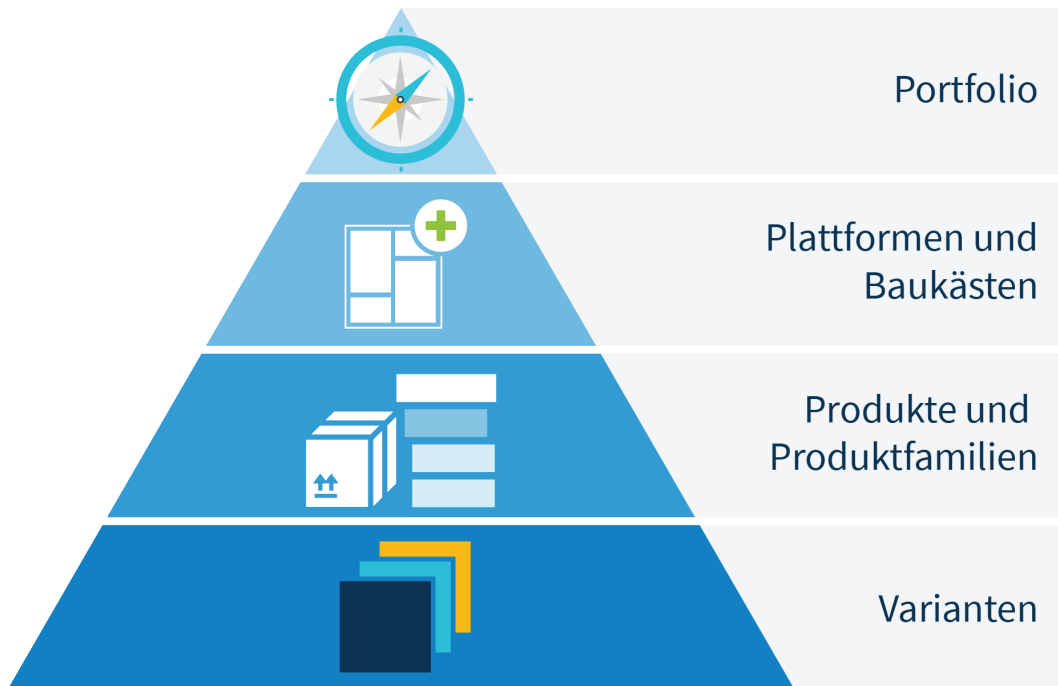 Portfolio
Plattformen und
Baukästen
Produkte und
Produktfamilien
Varianten